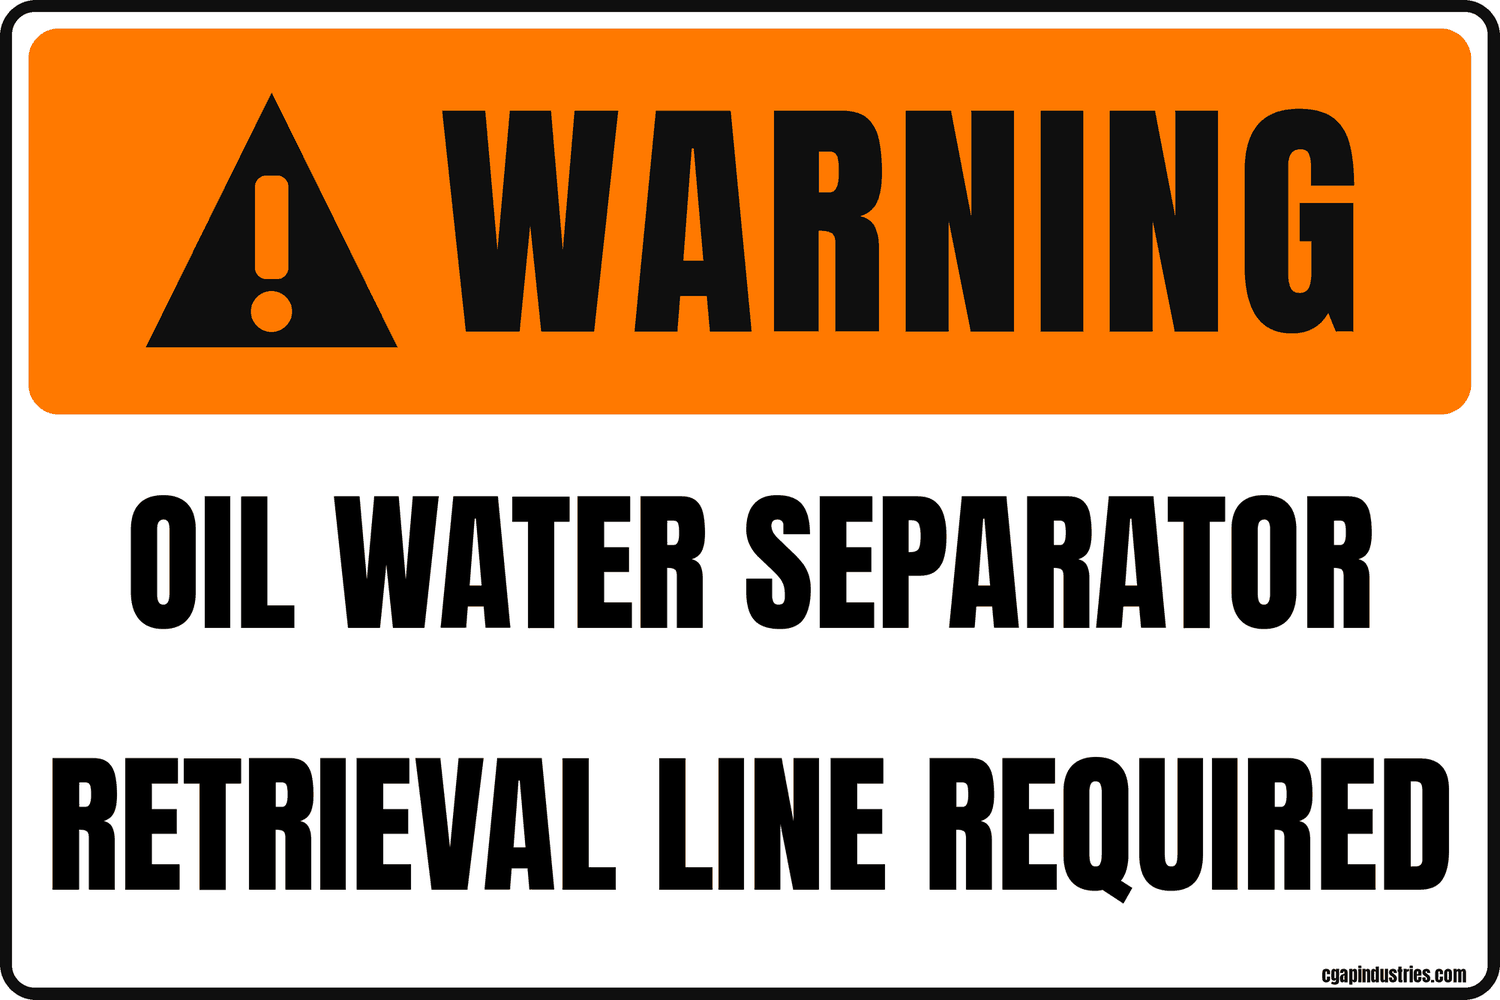 WARNING
OIL WATER SEPARATOR
RETRIEVAL LINE REQUIRED
cgapindustries.com